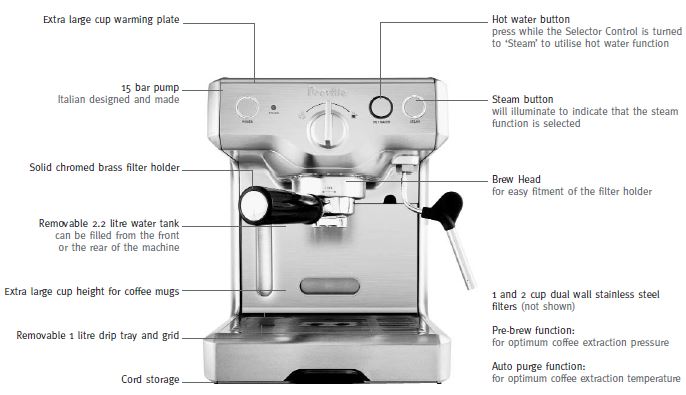 Extra large cup warming plate
15 bar pump
Italian designed and made
Solid chromed brass filter holder
Removable 2.2 litre water tank
can be filled from the front
or the rear of the machine
Extra large cup height for coffee mugs
Removable 1 litre drip tray and grid
Cord storage
Breville
POWER
STEAM
Hot water button
press while the Selector Control is turned
to ‘Steam’ to utilise hot water function
Steam button
will illuminate to indicate that the steam
function is selected
Brew Head
for easy fitment of the filter holder
1 and 2 cup dual wall stainless steel
filters (not shown)
Pre-brew function:
for optimum coffee extraction pressure
Auto purge function:
for optimum coffee extraction temperature